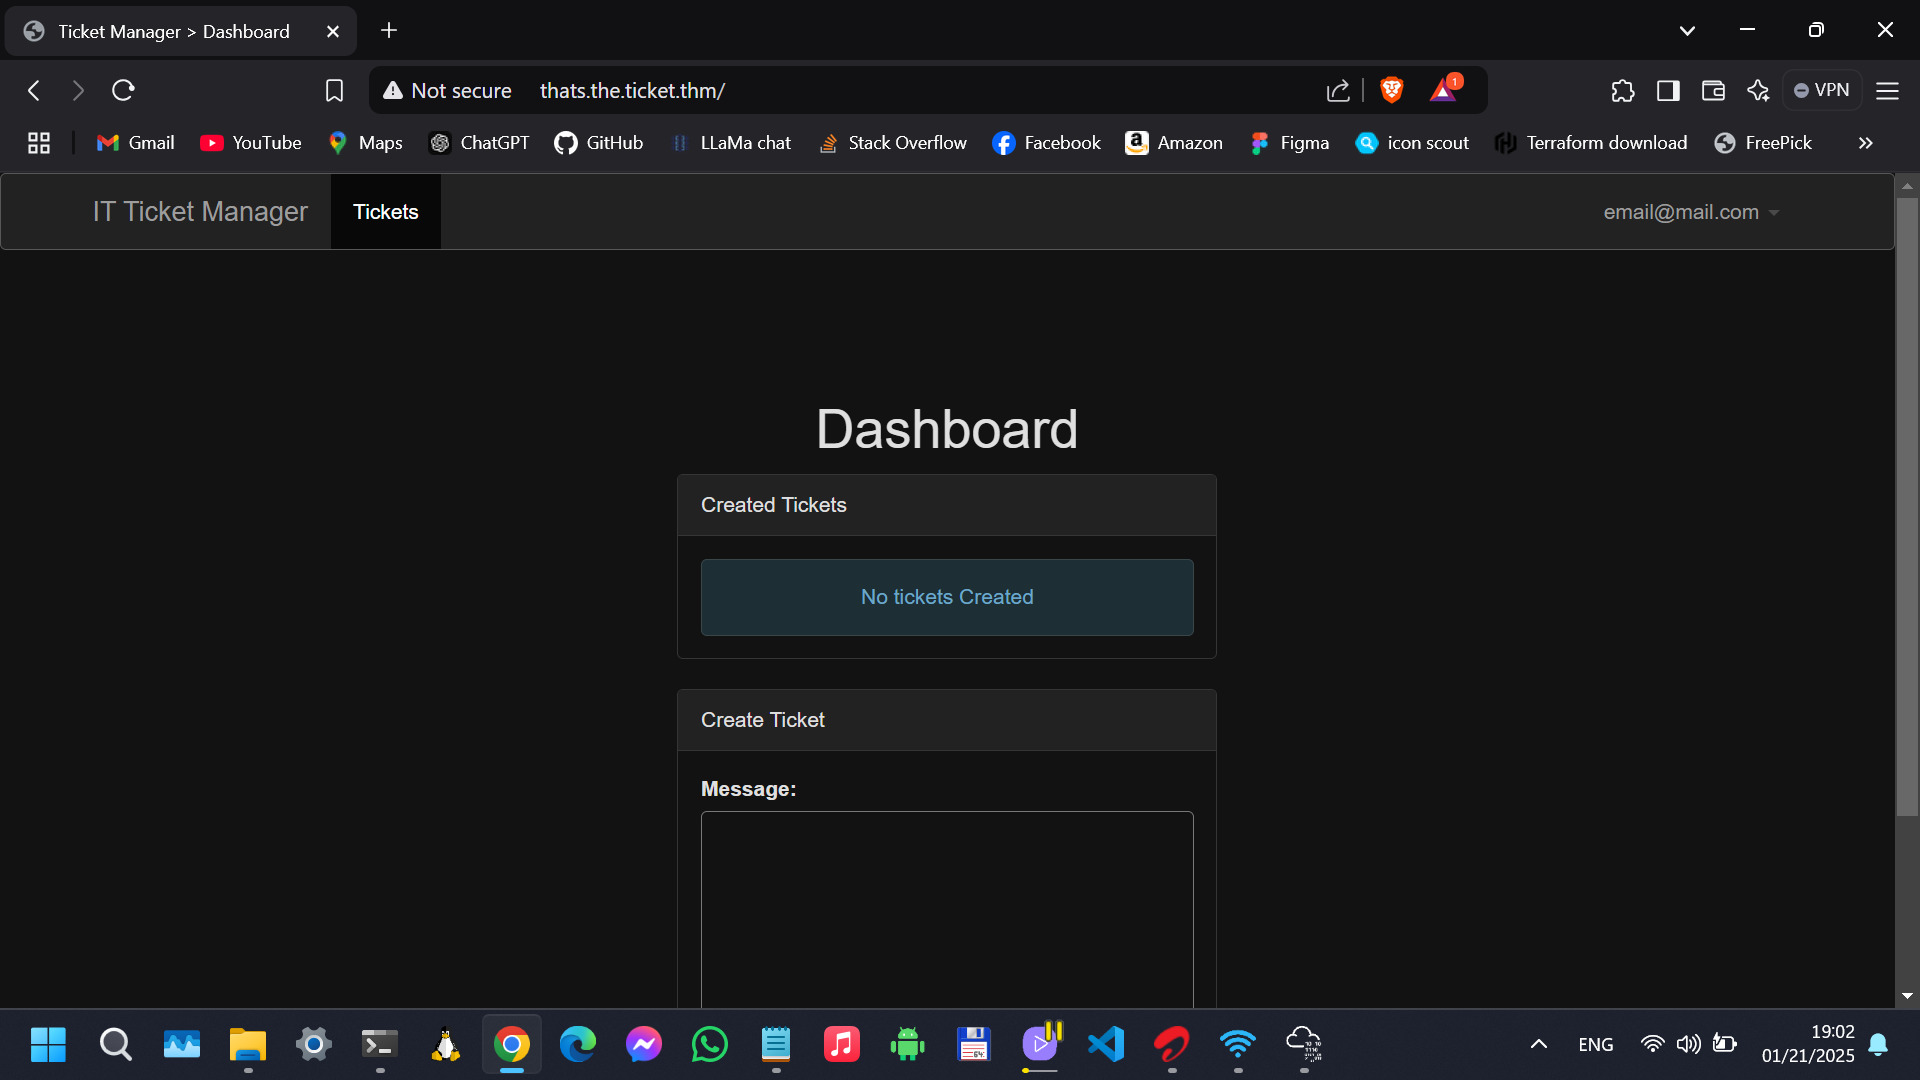 Ticket Manager > Dashboard
Not secure thats.the.ticket.thm/
1
VPN
Gmail YouTube Maps ChatGPT GitHub LLaMa chat Stack Overflow Facebook Amazon Figma icon scout Terraform download FreePick
IT Ticket Manager Tickets email@mail.com
Dashboard
Created Tickets
No tickets Created
Create Ticket
Message:
ENG
19:02
01/21/2025